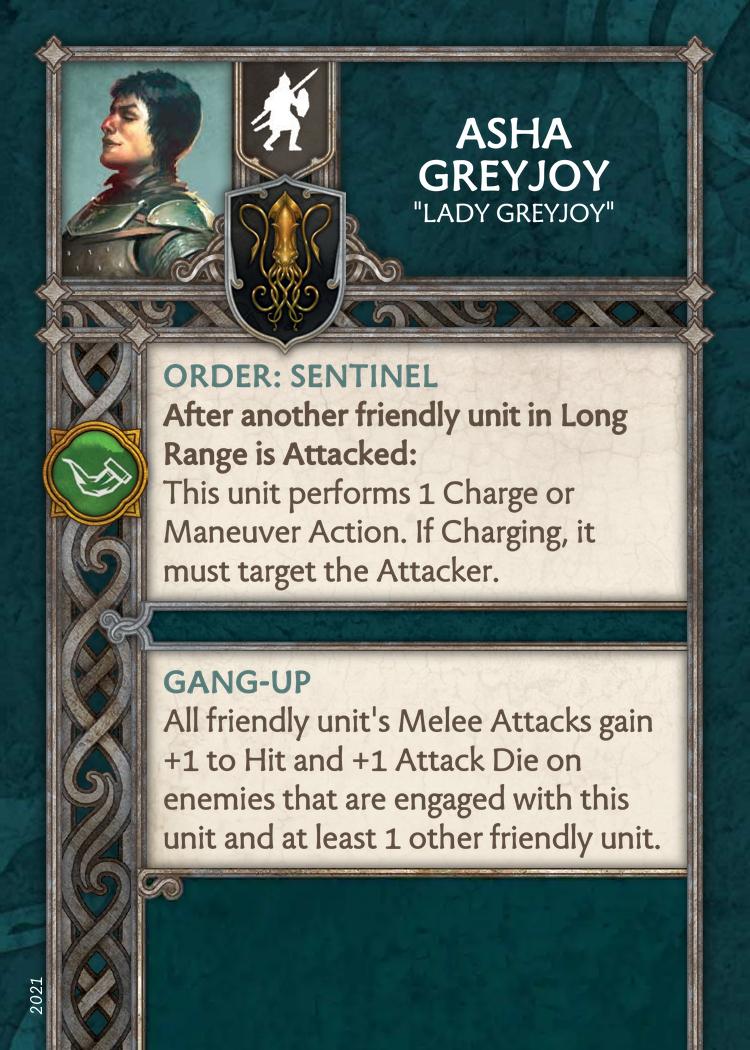 ASHA
GREYJOY
"LADY GREYJOY"
ORDER: SENTINEL
After another friendly unit in Long
Range is Attacked:
This unit performs 1 Charge or
Maneuver Action. If Charging, it
must target the Attacker.
GANG-UP
All friendly unit's Melee Attacks gain
+1 to Hit and +1 Attack Die on
enemies that are engaged with this
unit and at least 1 other friendly unit.
2021